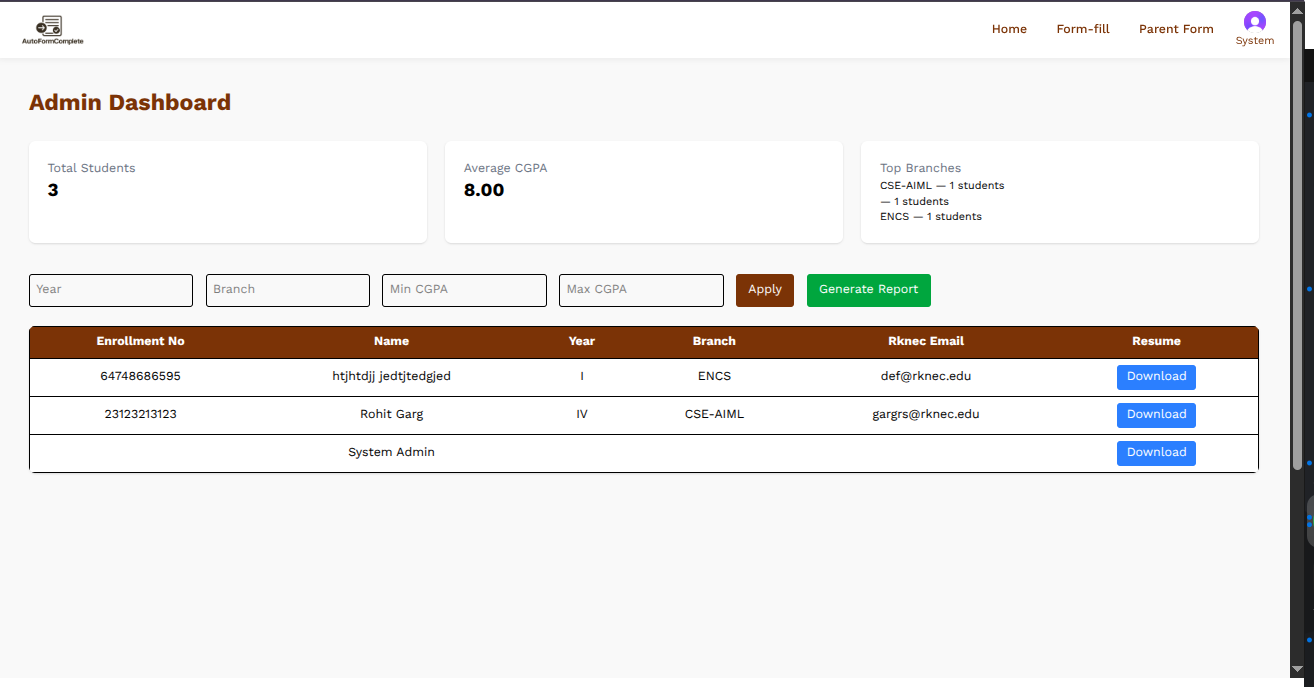 AutoFormComplete
Home Form-fill Parent Form System
Admin Dashboard
Total Students
3
Average CGPA
8.00
Top Branches
CSE-AIML — 1 students
— 1 students
ENCS — 1 students
Year Branch Min CGPA Max CGPA Apply Generate Report
Enrollment No Name Year Branch Rknec Email Resume
64748686595 htjhtdjj jedtjtedgjed I ENCS def@rknec.edu Download
23123213123 Rohit Garg IV CSE-AIML gargrs@rknec.edu Download
System Admin Download